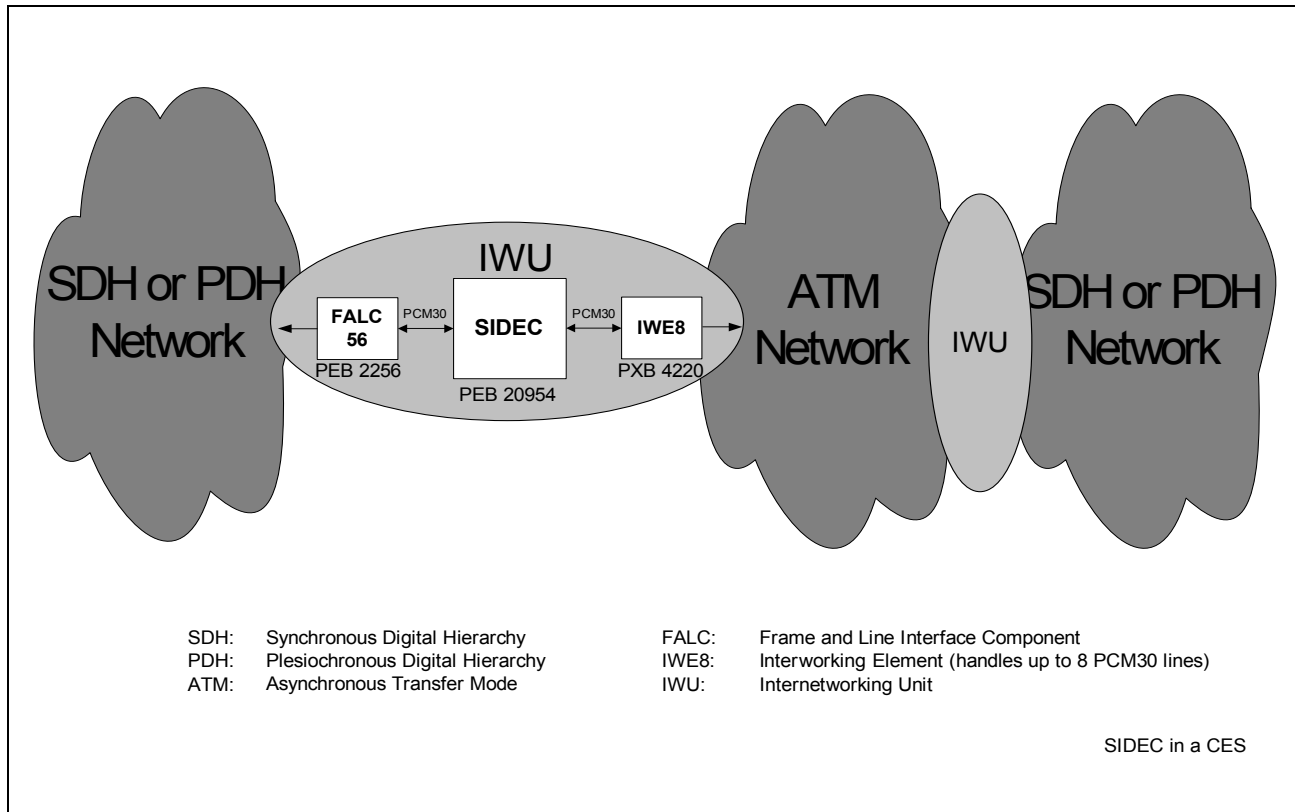 SDH or PDH
Network
IWU
FALC
56
PEB 2256
PCM30
SIDEC
PEB 20954
PCM30
IWE8
PXB 4220
ATM
Network
IWU
SDH or PDH
Network
SDH: Synchronous Digital Hierarchy
PDH: Plesiochronous Digital Hierarchy
ATM: Asynchronous Transfer Mode
FALC: Frame and Line Interface Component
IWE8: Interworking Element (handles up to 8 PCM30 lines)
IWU: Internetworking Unit
SIDEC in a CES